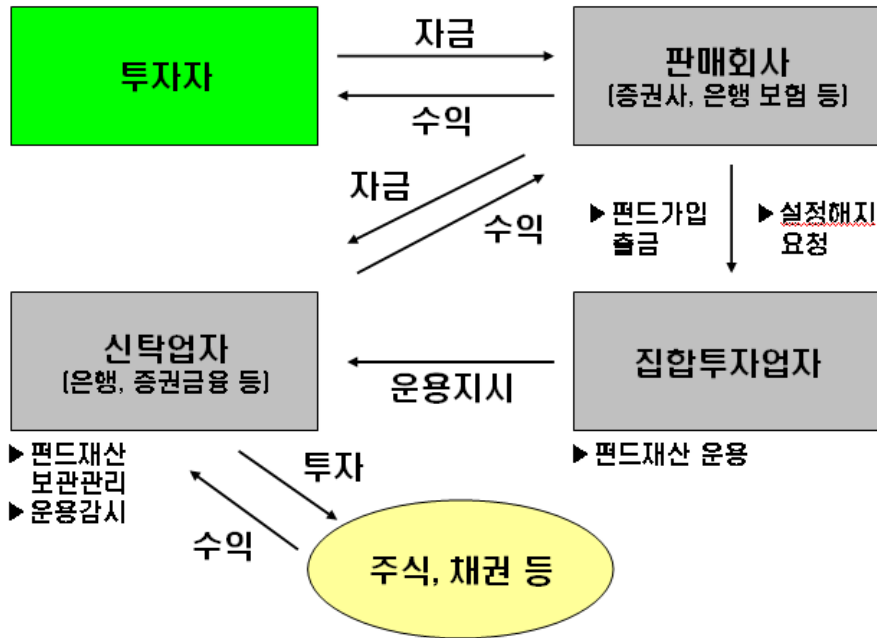 자금
투자자
판매회사
(증권사, 은행 보험 등)
수익
자금
수익
▶ 펀드가입
출금
▶ 설정해지
요청
신탁업자
(은행, 증권금융 등)
운용지시
집합투자업자
▶ 펀드재산
보관관리
▶ 운용감시
▶ 펀드재산 운용
투자
수익
주식, 채권 등